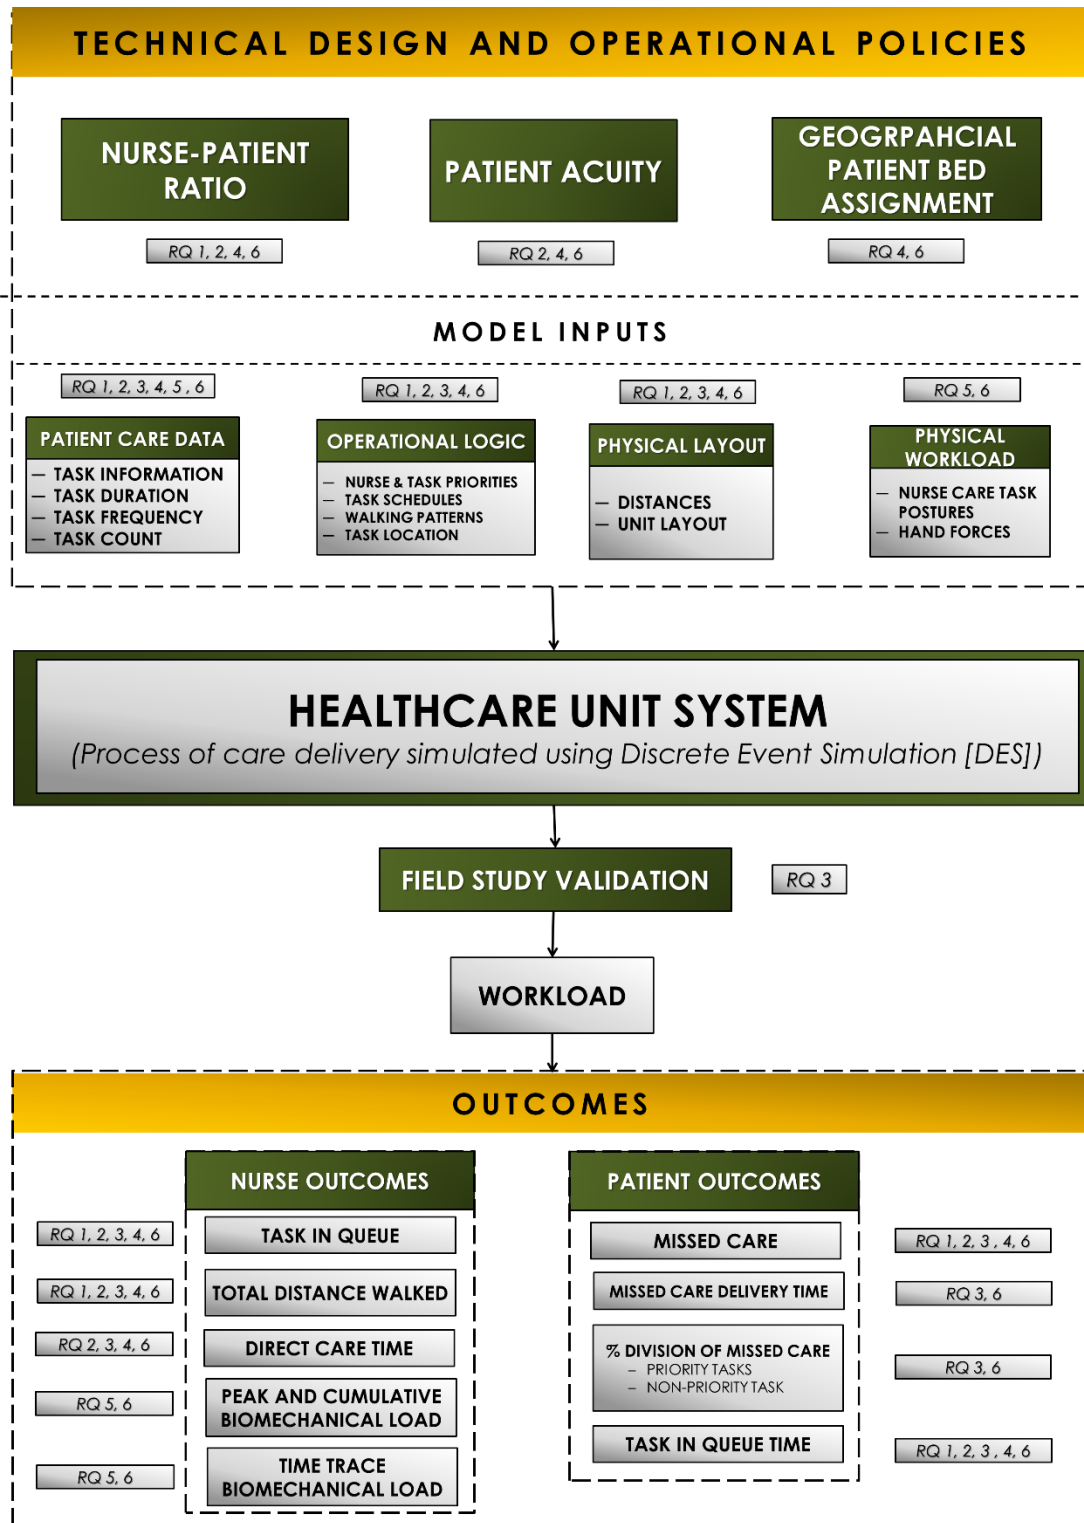 TECHNICAL DESIGN AND OPERATIONAL POLICIES
NURSE-PATIENT
RATIO
RQ 1, 2, 4, 6
PATIENT ACUITY
RQ 2, 4, 6
GEOGRPAHCIAL
PATIENT BED
ASSIGNMENT
RQ 4, 6
MODEL INPUTS
RQ 1, 2, 3, 4, 5 , 6
PATIENT CARE DATA
— TASK INFORMATION
— TASK DURATION
— TASK FREQUENCY
— TASK COUNT
RQ 1, 2, 3, 4, 6
OPERATIONAL LOGIC
— NURSE & TASK PRIORITIES
— TASK SCHEDULES
— WALKING PATTERNS
— TASK LOCATION
RQ 1, 2, 3, 4, 6
PHYSICAL LAYOUT
— DISTANCES
— UNIT LAYOUT
RQ 5, 6
PHYSICAL
WORKLOAD
— NURSE CARE TASK
POSTURES
— HAND FORCES
HEALTHCARE UNIT SYSTEM
(Process of care delivery simulated using Discrete Event Simulation [DES])
FIELD STUDY VALIDATION
RQ 3
WORKLOAD
OUTCOMES
NURSE OUTCOMES
RQ 1, 2, 3, 4, 6
TASK IN QUEUE
RQ 1, 2, 3, 4, 6
TOTAL DISTANCE WALKED
RQ 2, 3, 4, 6
DIRECT CARE TIME
RQ 5, 6
PEAK AND CUMULATIVE
BIOMECHANICAL LOAD
RQ 5, 6
TIME TRACE
BIOMECHANICAL LOAD
PATIENT OUTCOMES
MISSED CARE
RQ 1, 2, 3 , 4, 6
MISSED CARE DELIVERY TIME
RQ 3, 6
% DIVISION OF MISSED CARE
– PRIORITY TASKS
– NON-PRIORITY TASK
RQ 3, 6
TASK IN QUEUE TIME
RQ 1, 2, 3 , 4, 6